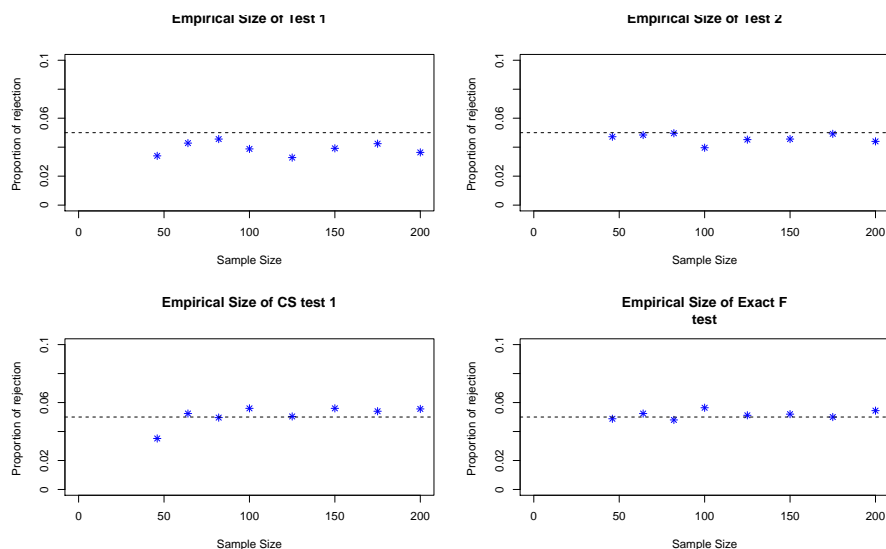 Empirical Size of Test 1
Proportion of rejection
0.1
0.06
0.02
0
0 50 100 150 200
Sample Size
Empirical Size of Test 2
Proportion of rejection
0.1
0.06
0.02
0
0 50 100 150 200
Sample Size
Empirical Size of CS test 1
Proportion of rejection
0.1
0.06
0.02
0
0 50 100 150 200
Sample Size
Empirical Size of Exact F
test
Proportion of rejection
0.1
0.06
0.02
0
0 50 100 150 200
Sample Size